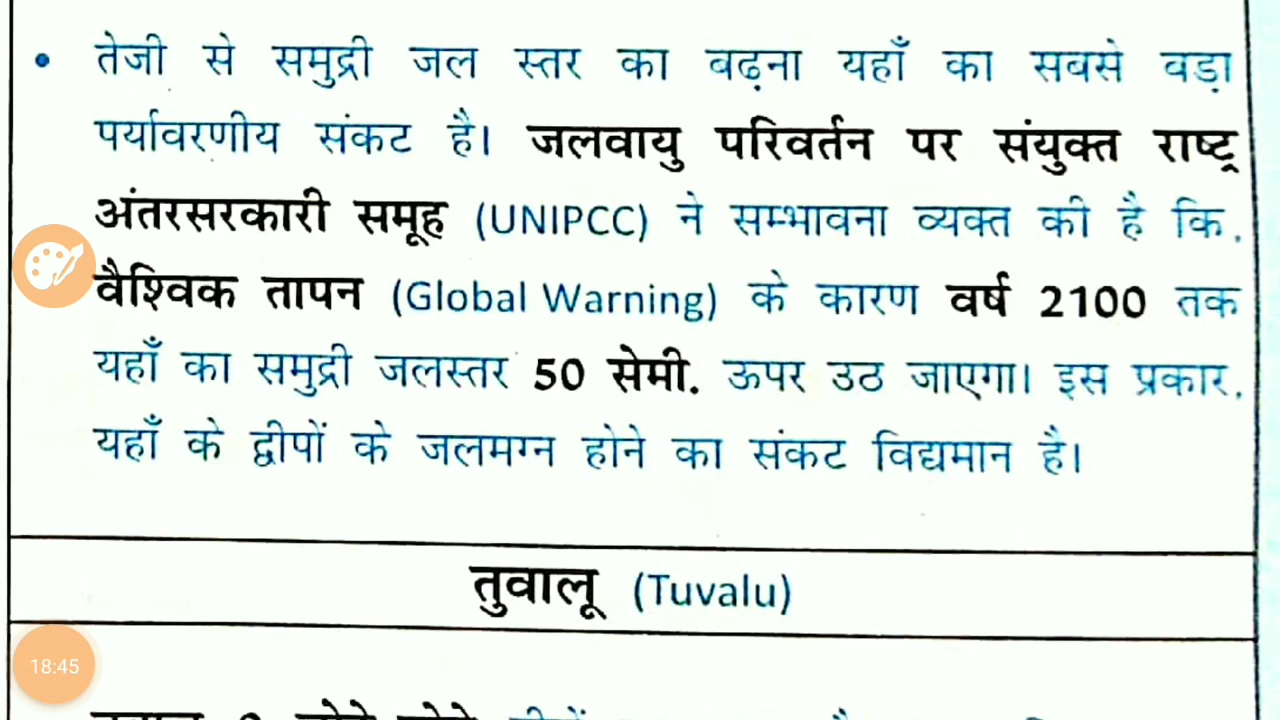 • तेजी से समुद्री जल स्तर का बढ़ना यहाँ का सबसे बड़ा
पर्यावरणीय संकट है। जलवायु परिवर्तन पर संयुक्त राष्ट्र
अंतरसरकारी समूह (UNIPCC) ने सम्भावना व्यक्त की है कि,
वैश्विक तापन (Global Warning) के कारण वर्ष 2100 तक
यहाँ का समुद्री जलस्तर 50 सेमी. ऊपर उठ जाएगा। इस प्रकार,
यहाँ के द्वीपों के जलमग्न होने का संकट विद्यमान है।
तुवालू (Tuvalu)
18:45